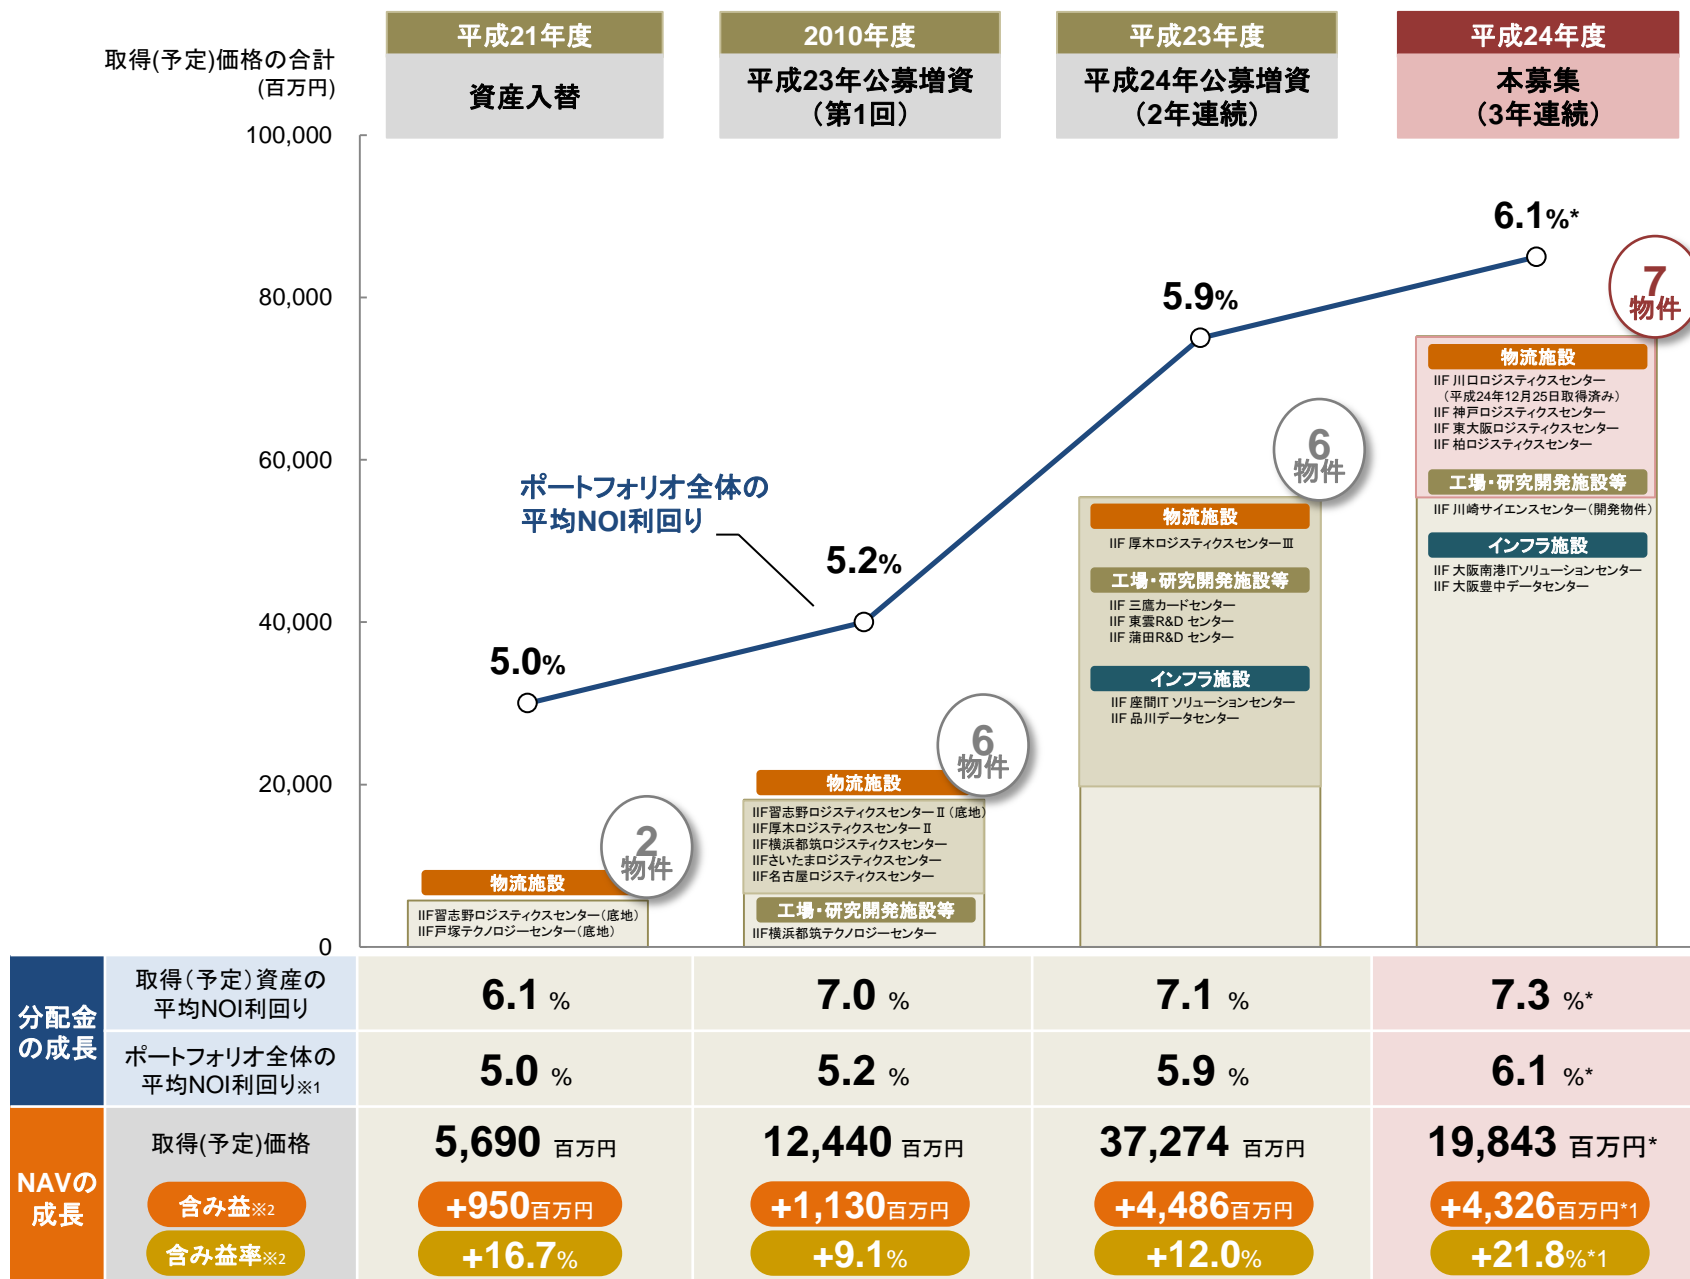 取得(予定)価格の合計
(百万円)
平成21年度
資産入替
2010年度
平成23年公募増資
（第1回）
平成23年度
平成24年公募増資
（2年連続）
平成24年度
本募集
（3年連続）
100,000
80,000
60,000
40,000
20,000
0
ポートフォリオ全体の
平均NOI利回り
5.0%
5.2%
5.9%
6.1%*
2
物件
物流施設
IIF習志野ロジスティクスセンター（底地）
IIF戸塚テクノロジーセンター（底地）
6
物件
物流施設
IIF習志野ロジスティクスセンターⅡ（底地）
IIF厚木ロジスティクスセンターⅡ
IIF横浜都筑ロジスティクスセンター
IIFさいたまロジスティクスセンター
IIF名古屋ロジスティクスセンター
工場・研究開発施設等
IIF横浜都筑テクノロジーセンター
6
物件
物流施設
IIF 厚木ロジスティクスセンターⅢ
工場・研究開発施設等
IIF 三鷹カードセンター
IIF 東雲R&D センター
IIF 蒲田R&D センター
インフラ施設
IIF 座間IT ソリューションセンター
IIF 品川データセンター
7
物件
物流施設
IIF 川口ロジスティクスセンター
（平成24年12月25日取得済み）
IIF 神戸ロジスティクスセンター
IIF 東大阪ロジスティクスセンター
IIF 柏ロジスティクスセンター
工場・研究開発施設等
IIF 川崎サイエンスセンター（開発物件）
インフラ施設
IIF 大阪南港ITソリューションセンター
IIF 大阪豊中データセンター
分配金
の成長
取得（予定）資産の
平均NOI利回り
6.1 %
7.0 %
7.1 %
7.3 %*
ポートフォリオ全体の
平均NOI利回り※1
5.0 %
5.2 %
5.9 %
6.1 %*
NAVの
成長
取得(予定)価格
5,690 百万円
12,440 百万円
37,274 百万円
19,843 百万円*
含み益※2
+950百万円
+1,130百万円
+4,486百万円
+4,326百万円*1
含み益率※2
+16.7%
+9.1%
+12.0%
+21.8%*1